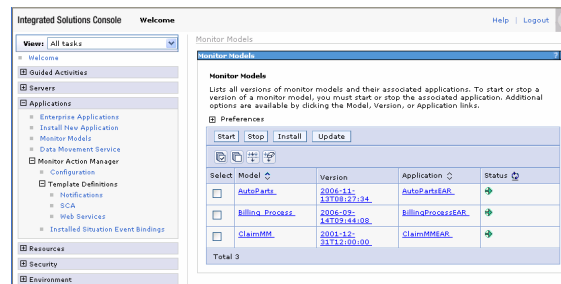 Integrated Solutions Console Welcome Help | Logout
View: All tasks
Welcome
Guided Activities
Servers
Applications
Enterprise Applications
Install New Application
Monitor Models
Data Movement Service
Monitor Action Manager
Configuration
Template Definitions
Notifications
SCA
Web Services
Installed Situation Event Bindings
Resources
Security
Environment
Monitor Models
Monitor Models ?
Monitor Models
Lists all versions of monitor models and their associated applications. To start or stop a
version of a monitor model, you must start or stop the associated application. Additional
options are available by clicking the Model, Version, or Application links.
Preferences
Start Stop Install Update
Select Model Version Application Status
AutoParts 2006-11-13T08:27:34 AutoPartsEAR
Billing Process 2006-09-14T09:44:08 BillingProcessEAR
ClaimMM 2001-12-31T12:00:00 ClaimMMEAR
Total 3